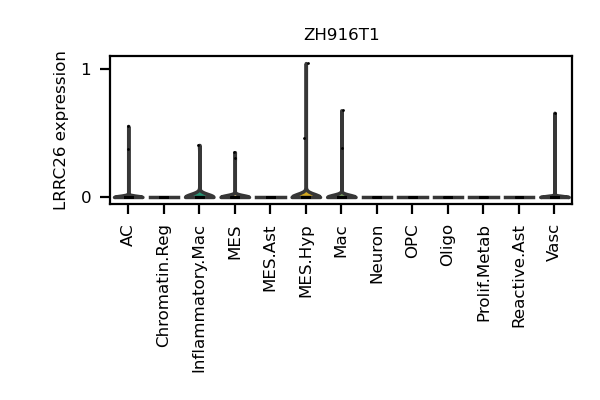 ZH916T1
LRRC26 expression
1
0
AC
Chromatin.Reg
Inflammatory.Mac
MES
MES.Ast
MES.Hyp
Mac
Neuron
OPC
Oligo
Prolif.Metab
Reactive.Ast
Vasc